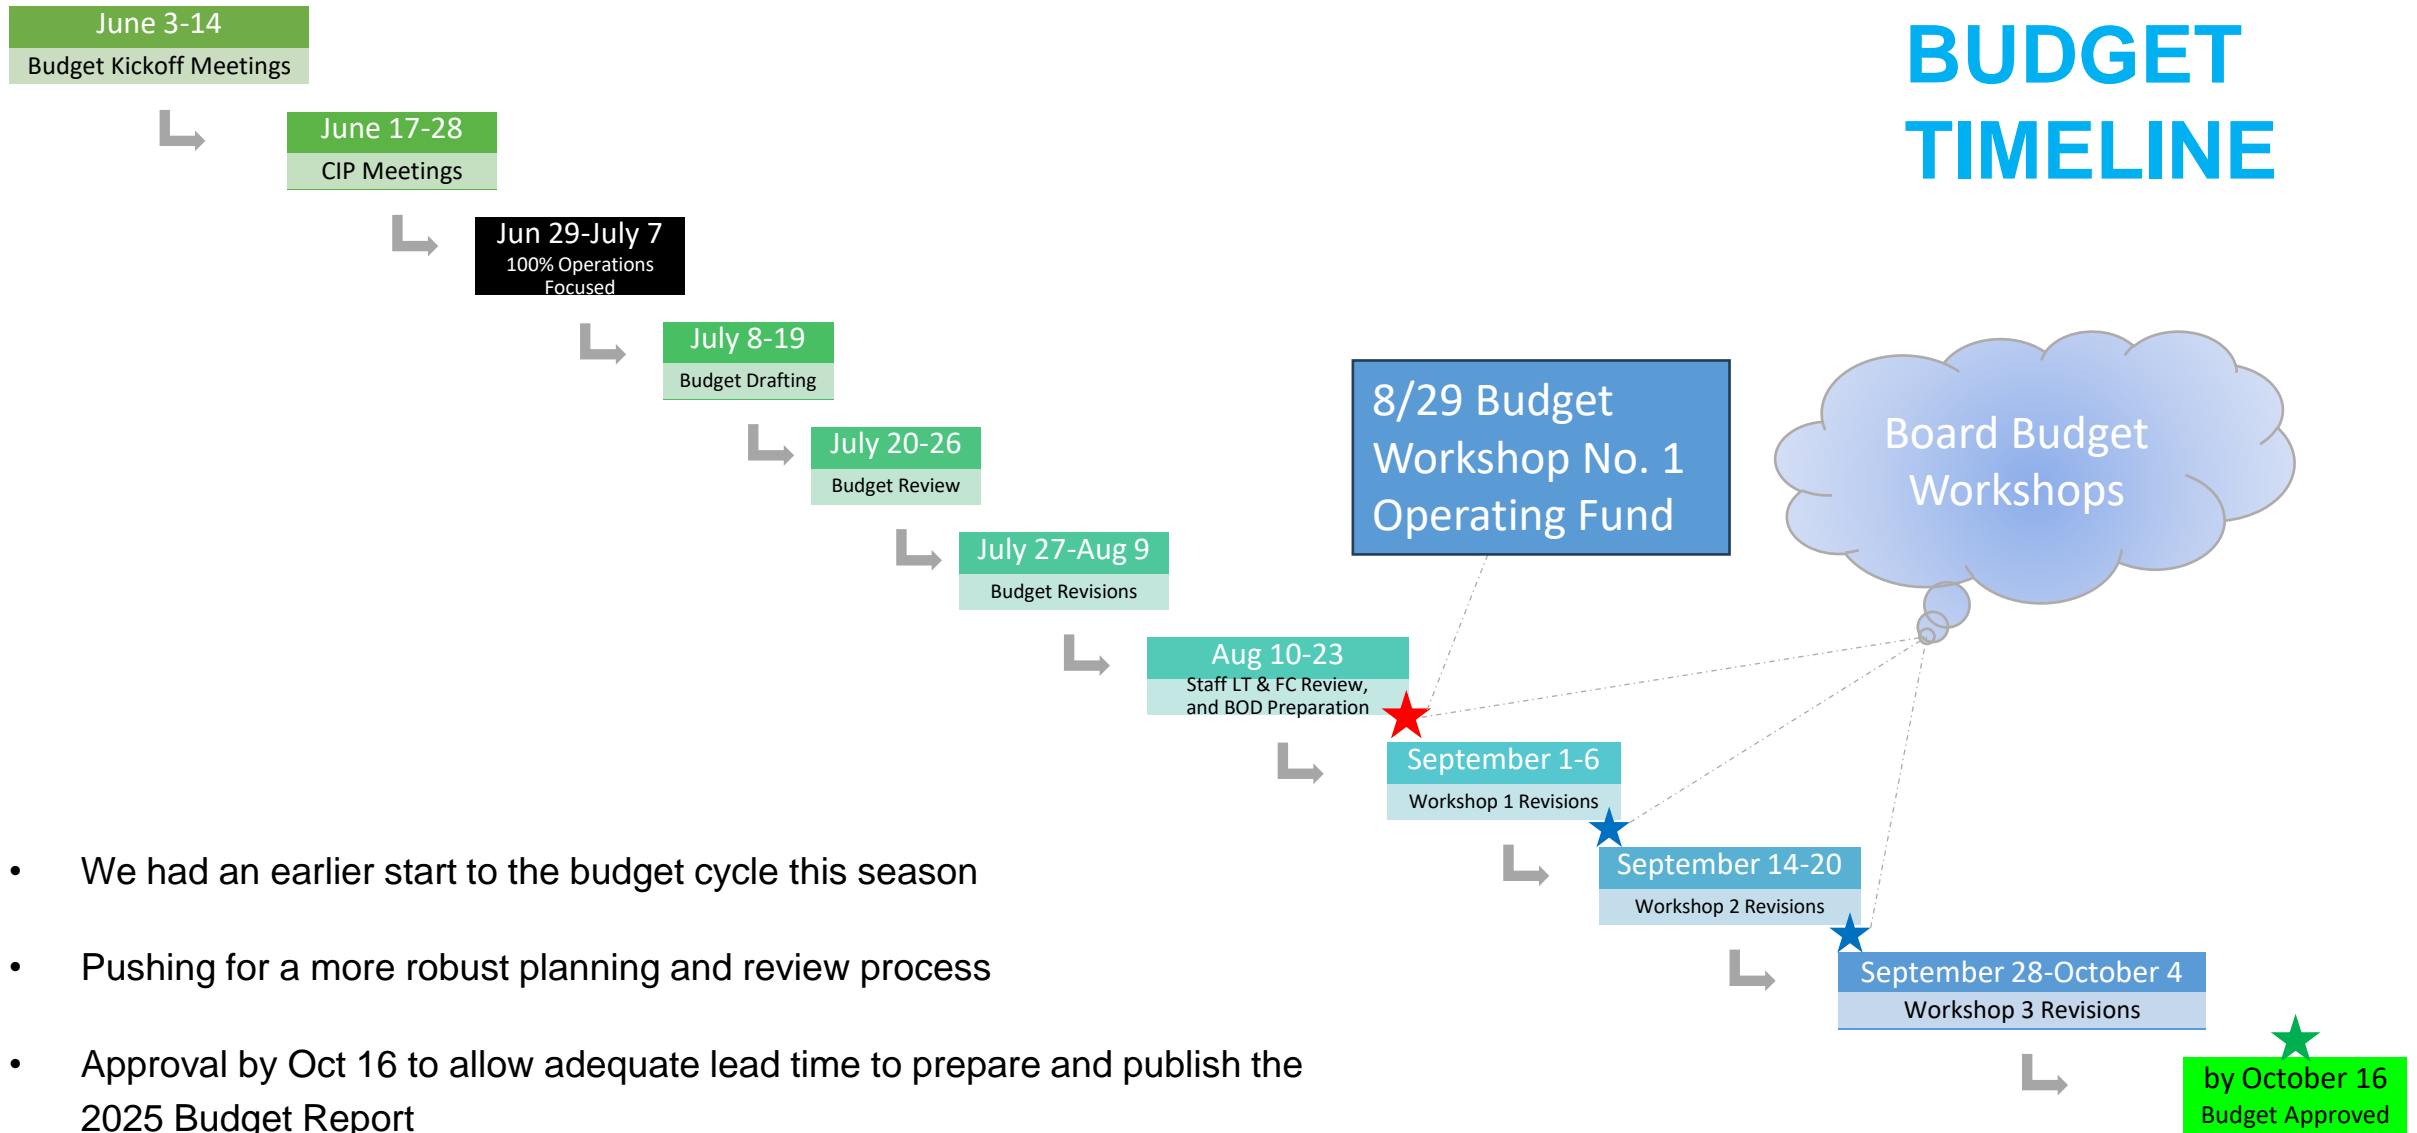 BUDGET
TIMELINE
June 3-14
Budget Kickoff Meetings
June 17-28
CIP Meetings
Jun 29-July 7
100% Operations
Focused
July 8-19
Budget Drafting
July 20-26
Budget Review
July 27-Aug 9
Budget Revisions
Aug 10-23
Staff LT & FC Review,
and BOD Preparation
8/29 Budget
Workshop No. 1
Operating Fund
Board Budget
Workshops
September 1-6
Workshop 1 Revisions
September 14-20
Workshop 2 Revisions
September 28-October 4
Workshop 3 Revisions
by October 16
Budget Approved
• We had an earlier start to the budget cycle this season
• Pushing for a more robust planning and review process
• Approval by Oct 16 to allow adequate lead time to prepare and publish the
2025 Budget Report